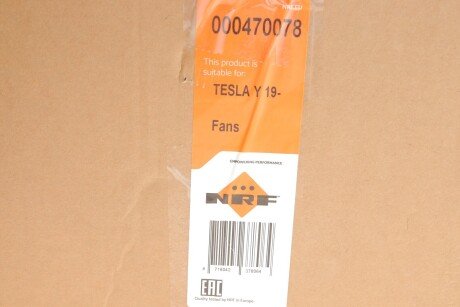 000470078
This product is
suitable for:
TESLA Y 19-
Fans
EMPOWERING PERFORMANCE
NRF
EAC
Quality tested by NRF in Europe